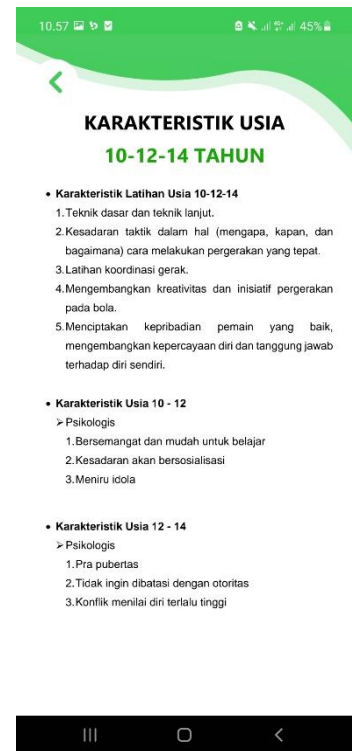 10.57 45%
KARAKTERISTIK USIA
10-12-14 TAHUN
• Karakteristik Latihan Usia 10-12-14
1. Teknik dasar dan teknik lanjut.
2. Kesadaran taktik dalam hal (mengapa, kapan, dan
bagaimana) cara melakukan pergerakan yang tepat.
3. Latihan koordinasi gerak.
4. Mengembangkan kreativitas dan inisiatif pergerakan
pada bola.
5. Menciptakan kepribadian pemain yang baik,
mengembangkan kepercayaan diri dan tanggung jawab
terhadap diri sendiri.
• Karakteristik Usia 10 - 12
➢ Psikologis
1. Bersemangat dan mudah untuk belajar
2. Kesadaran akan bersosialisasi
3. Meniru idola
• Karakteristik Usia 12 - 14
➢ Psikologis
1. Pra pubertas
2. Tidak ingin dibatasi dengan otoritas
3. Konflik menilai diri terlalu tinggi